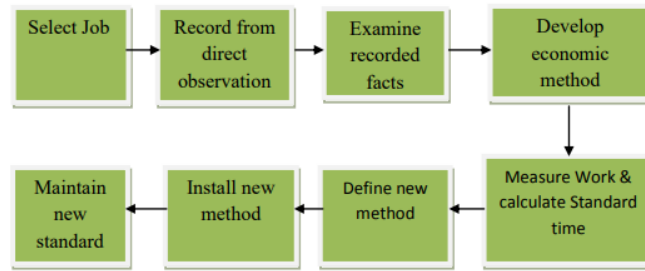 Select Job
Record from
direct
observation
Examine
recorded
facts
Develop
economic
method
Measure Work &
calculate Standard
time
Define new
method
Install new
method
Maintain
new
standard